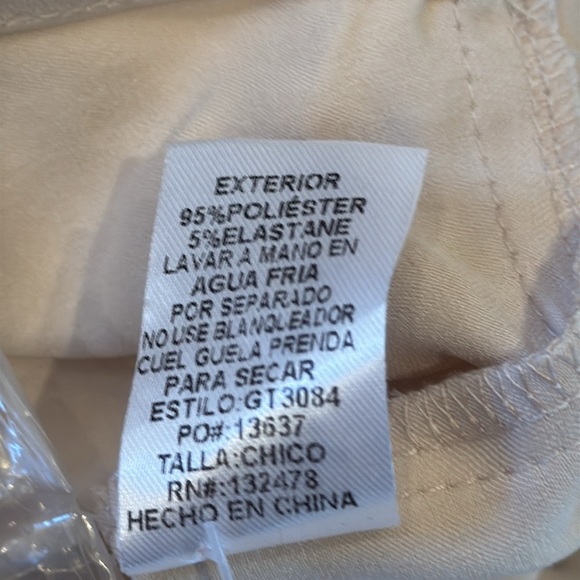 EXTERIOR
95%POLIÉSTER
5%ELASTANE
LAVAR A MANO EN
AGUA FRIA
POR SEPARADO
NO USE BLANQUEADOR
CUEL GUELA PRENDA
PARA SECAR
ESTILO:GT3084
PO#:13637
TALLA:CHICO
RN#:132478
HECHO EN CHINA